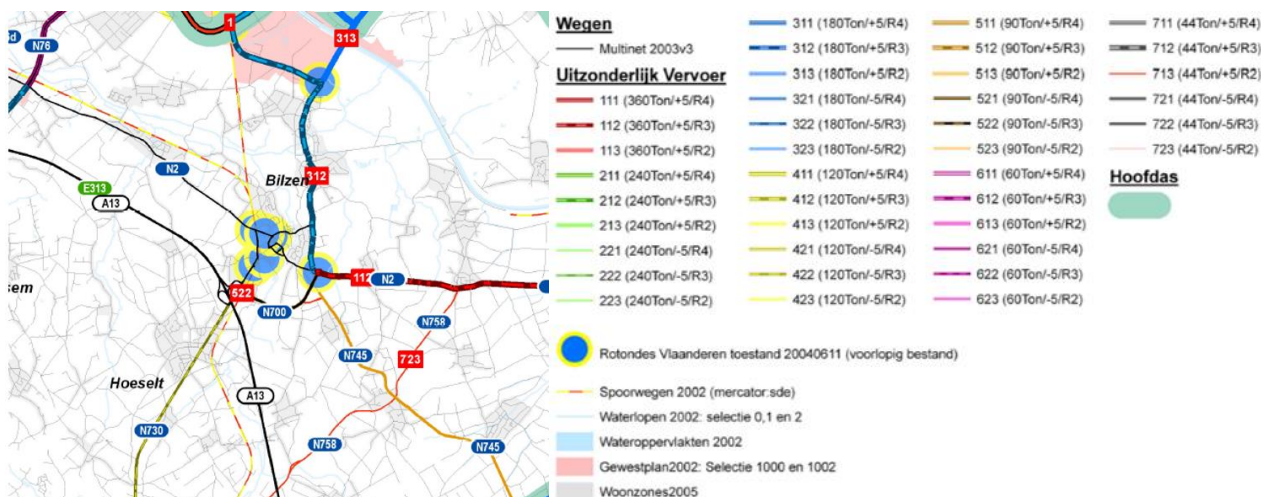 1
313
N76
N2
Bilzen
312
E313
A13
112
N2
522
N700
N758
N745
723
Hoeselt
A13
N730
N758
N745
Wegen
Multinet 2003v3
Uitzonderlijk Vervoer
111 (360Ton/+5/R4)
112 (360Ton/+5/R3)
113 (360Ton/+5/R2)
211 (240Ton/+5/R4)
212 (240Ton/+5/R3)
213 (240Ton/+5/R2)
221 (240Ton/-5/R4)
222 (240Ton/-5/R3)
223 (240Ton/-5/R2)
311 (180Ton/+5/R4)
312 (180Ton/+5/R3)
313 (180Ton/+5/R2)
321 (180Ton/-5/R4)
322 (180Ton/-5/R3)
323 (180Ton/-5/R2)
411 (120Ton/+5/R4)
412 (120Ton/+5/R3)
413 (120Ton/+5/R2)
421 (120Ton/-5/R4)
422 (120Ton/-5/R3)
423 (120Ton/-5/R2)
511 (90Ton/+5/R4)
512 (90Ton/+5/R3)
513 (90Ton/+5/R2)
521 (90Ton/-5/R4)
522 (90Ton/-5/R3)
523 (90Ton/-5/R2)
611 (60Ton/+5/R4)
612 (60Ton/+5/R3)
613 (60Ton/+5/R2)
621 (60Ton/-5/R4)
622 (60Ton/-5/R3)
623 (60Ton/-5/R2)
711 (44Ton/+5/R4)
712 (44Ton/+5/R3)
713 (44Ton/+5/R2)
721 (44Ton/-5/R4)
722 (44Ton/-5/R3)
723 (44Ton/-5/R2)
Hoofdas
Rotondes Vlaanderen toestand 20040611 (voorlopig bestand)
Spoorwegen 2002 (mercator.sde)
Waterlopen 2002: selectie 0,1 en 2
Wateroppervlakten 2002
Gewestplan2002: Selectie 1000 en 1002
Woonzones2005